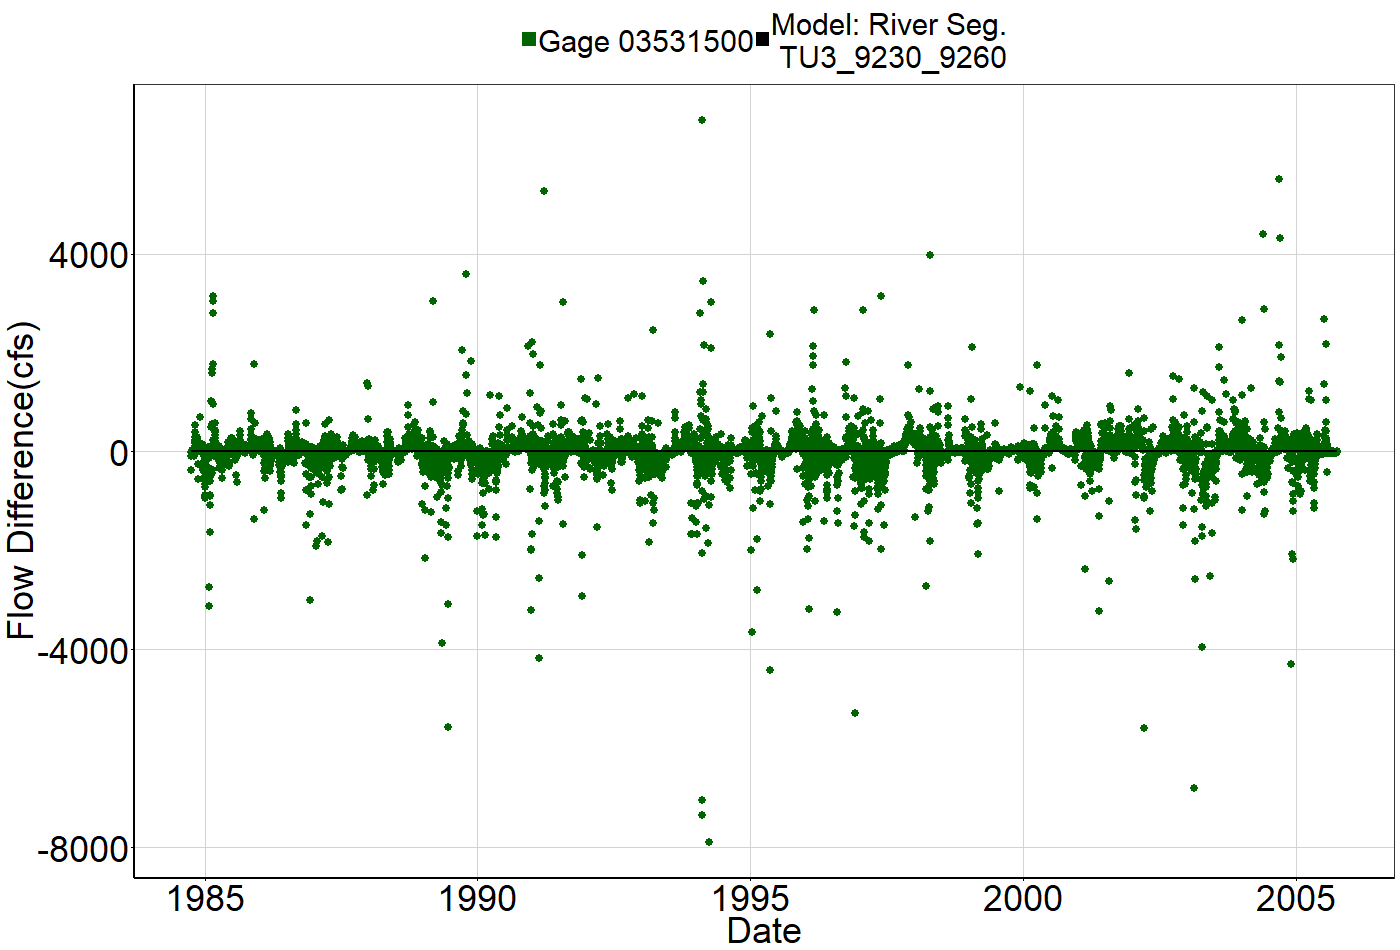 Gage 03531500
Model: River Seg.
TU3_9230_9260
Flow Difference(cfs)
4000
0
-4000
-8000
1985
1990
1995
2000
2005
Date